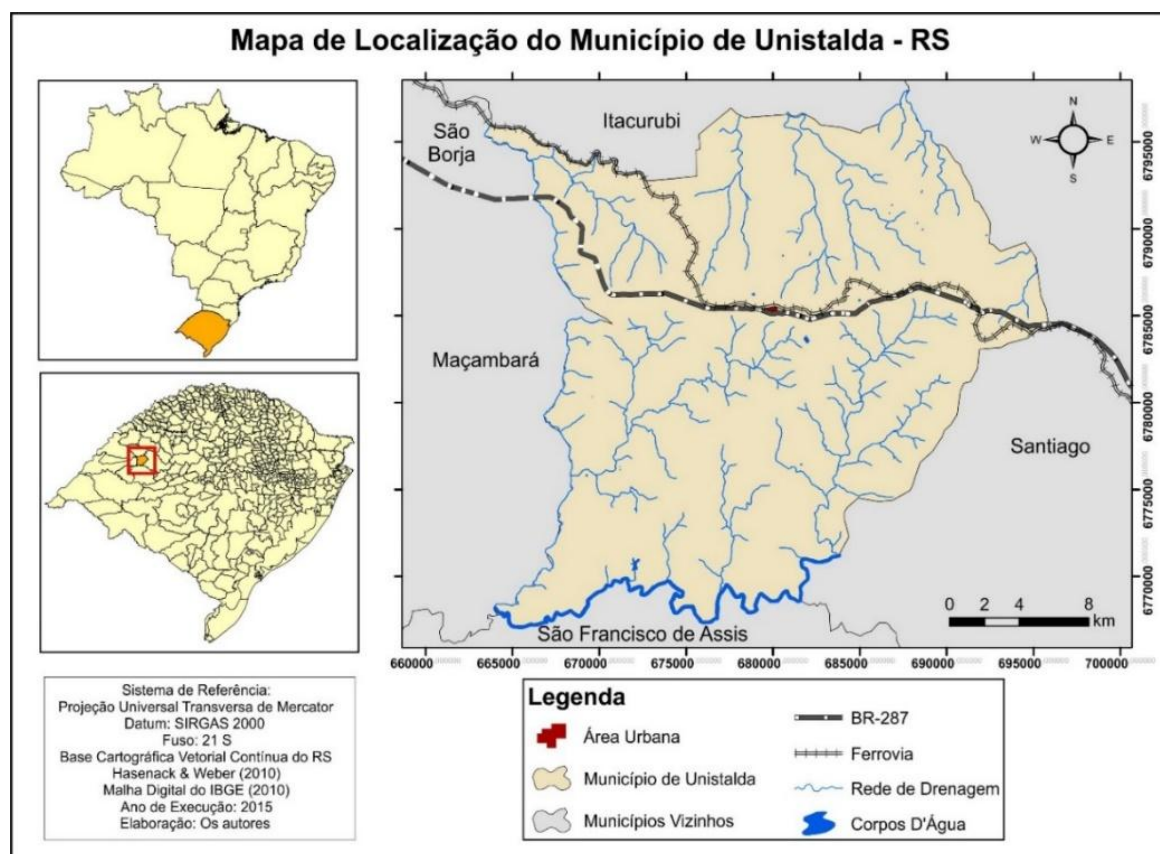 Mapa de Localização do Município de Unistalda - RS
São
Borja
Itacurubi
N
W
E
S
Maçambará
Santiago
São Francisco de Assis
6795000
6790000
6785000
6780000
6775000
6770000
0 2 4 8
km
660000 665000 670000 675000 680000 685000 690000 695000 700000
Sistema de Referência:
Projeção Universal Transversa de Mercator
Datum: SIRGAS 2000
Fuso: 21 S
Base Cartográfica Vetorial Contínua do RS
Hasenack & Weber (2010)
Malha Digital do IBGE (2010)
Ano de Execução: 2015
Elaboração: Os autores
Legenda
Área Urbana
Município de Unistalda
Municípios Vizinhos
BR-287
Ferrovia
Rede de Drenagem
Corpos D'Água